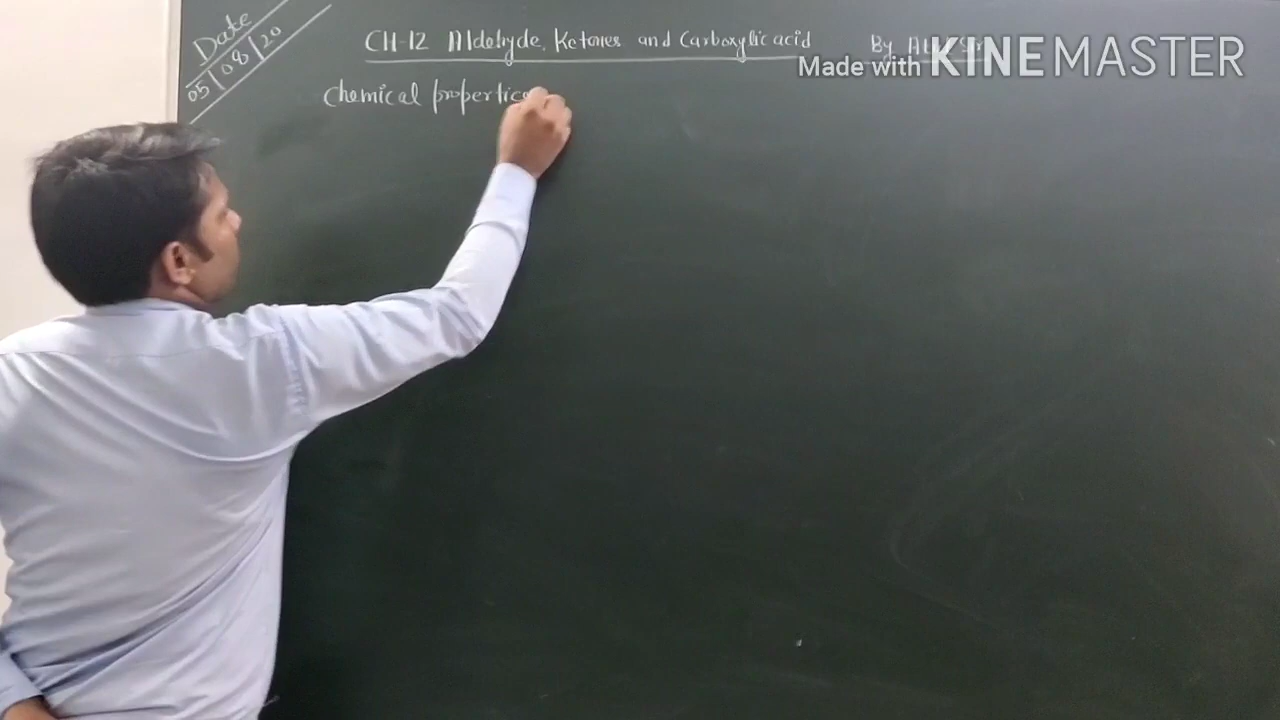 Date
05/08/20
CH-12 Aldehyde, Ketones and Carboxylic acid By
Made with KINEMASTER
Chemical properties